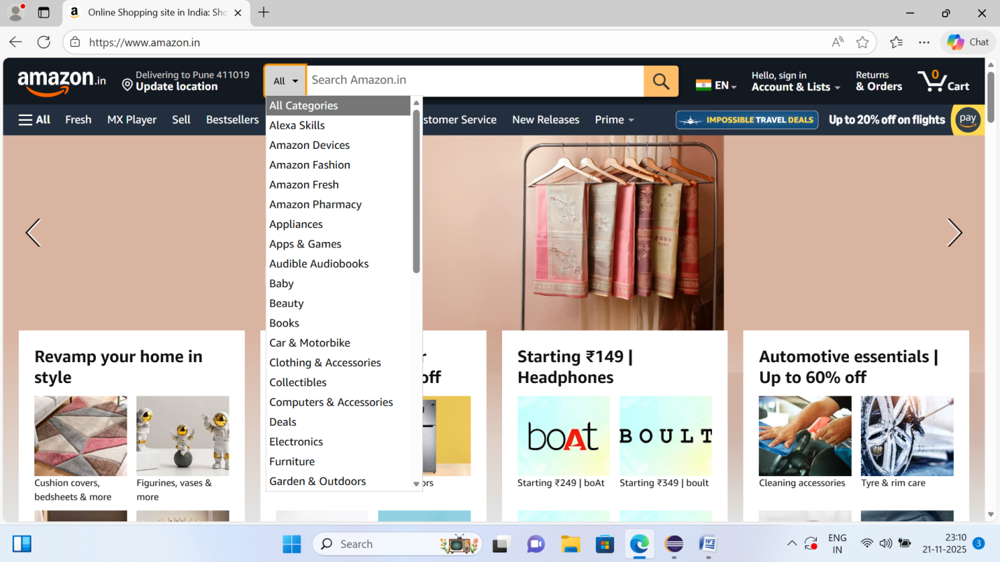 Online Shopping site in India: Sho
https://www.amazon.in
Chat
amazon.in
Delivering to Pune 411019
Update location
All
Search Amazon.in
EN
Hello, sign in
Account & Lists
Returns
& Orders
0
Cart
All
Fresh
MX Player
Sell
Bestsellers
stomer Service
New Releases
Prime
IMPOSSIBLE TRAVEL DEALS
Up to 20% off on flights
pay
All Categories
Alexa Skills
Amazon Devices
Amazon Fashion
Amazon Fresh
Amazon Pharmacy
Appliances
Apps & Games
Audible Audiobooks
Baby
Beauty
Books
Car & Motorbike
Clothing & Accessories
Collectibles
Computers & Accessories
Deals
Electronics
Furniture
Garden & Outdoors
Revamp your home in
style
Cushion covers,
bedsheets & more
Figurines, vases &
more
r
off
ors
Starting ₹149 |
Headphones
boAt
BOULT
Starting ₹249 | boAt
Starting ₹349 | boult
Automotive essentials |
Up to 60% off
Cleaning accessories
Tyre & rim care
Search
ENG
IN
23:10
21-11-2025
3